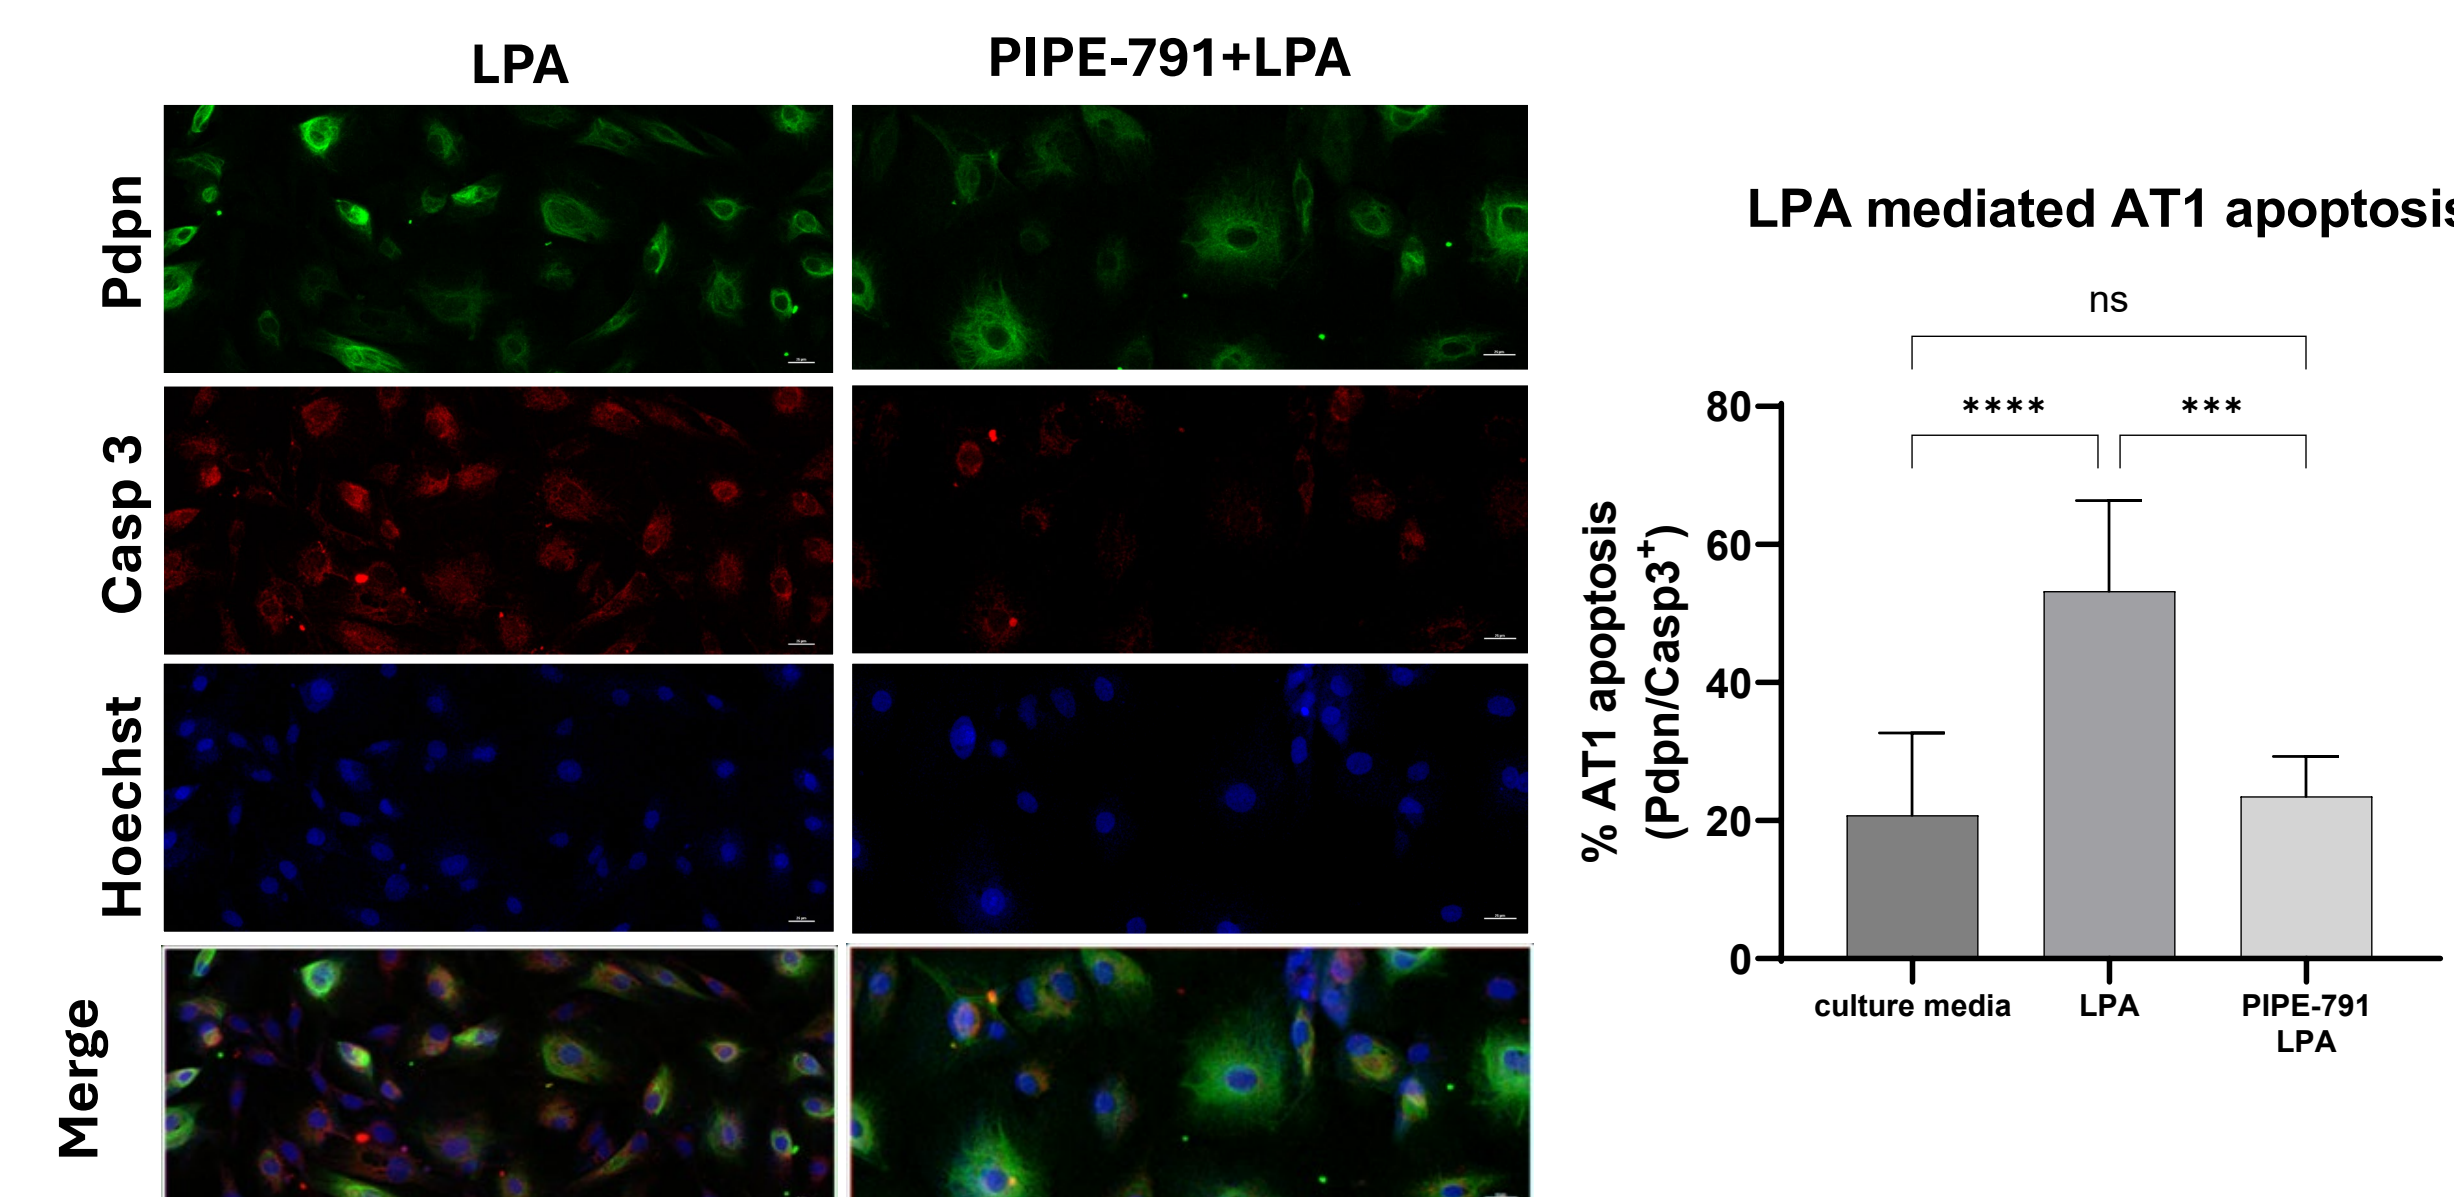 LPA
PIPE-791+LPA
Pdpn
Casp 3
Hoechst
Merge
LPA mediated AT1 apoptosis
ns
**** ***
80
60
40
20
0
% AT1 apoptosis
(Pdpn/Casp3+)
culture media LPA PIPE-791
LPA